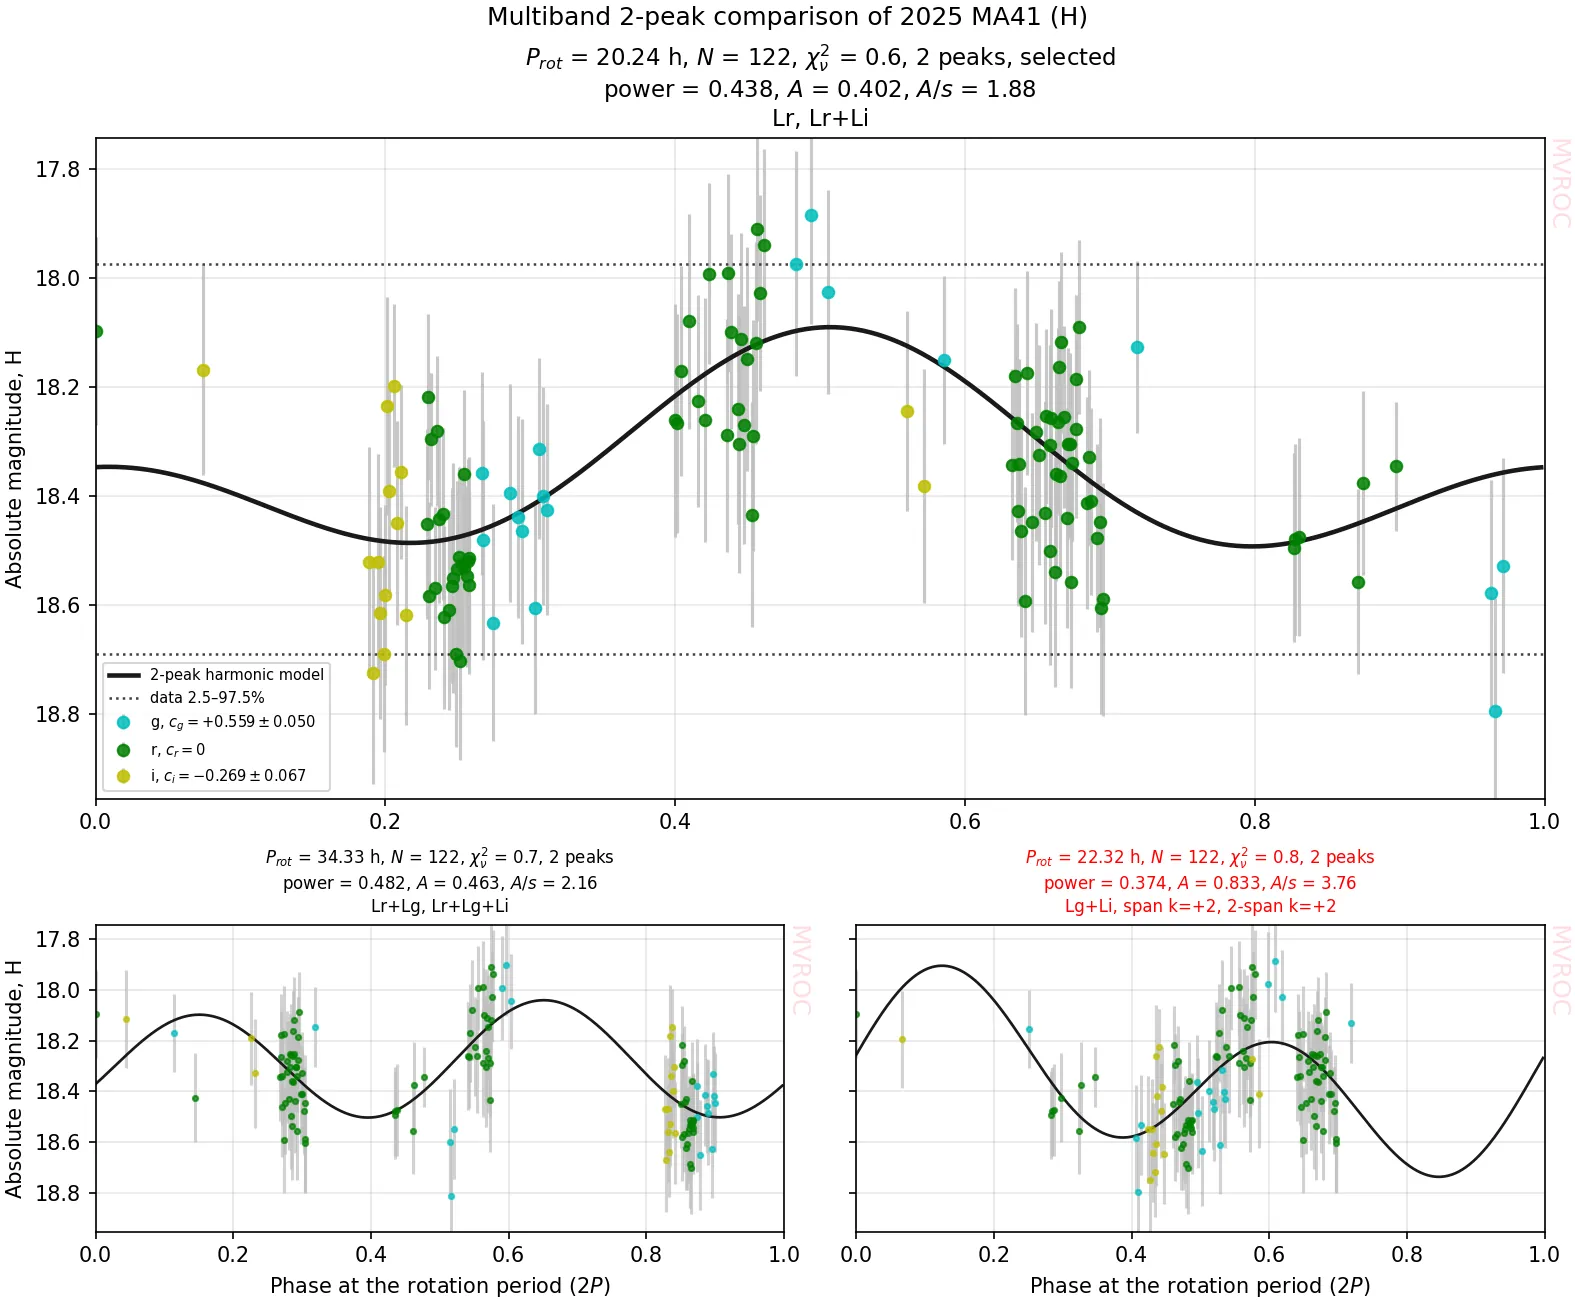 Multiband 2-peak comparison of 2025 MA41 (H)
P_rot = 20.24 h, N = 122, χ²_ν = 0.6, 2 peaks, selected
power = 0.438, A = 0.402, A/s = 1.88
Lr, Lr+Li
17.8
18.0
18.2
18.4
18.6
18.8
Absolute magnitude, H
MVROC
2-peak harmonic model
data 2.5–97.5%
g, c_g = +0.559 ± 0.050
r, c_r = 0
i, c_i = −0.269 ± 0.067
0.0 0.2 0.4 0.6 0.8 1.0
P_rot = 34.33 h, N = 122, χ²_ν = 0.7, 2 peaks
power = 0.482, A = 0.463, A/s = 2.16
Lr+Lg, Lr+Lg+Li
17.8
18.0
18.2
18.4
18.6
18.8
Absolute magnitude, H
MVROC
0.0 0.2 0.4 0.6 0.8 1.0
Phase at the rotation period (2P)
P_rot = 22.32 h, N = 122, χ²_ν = 0.8, 2 peaks
power = 0.374, A = 0.833, A/s = 3.76
Lg+Li, span k=+2, 2-span k=+2
MVROC
0.0 0.2 0.4 0.6 0.8 1.0
Phase at the rotation period (2P)